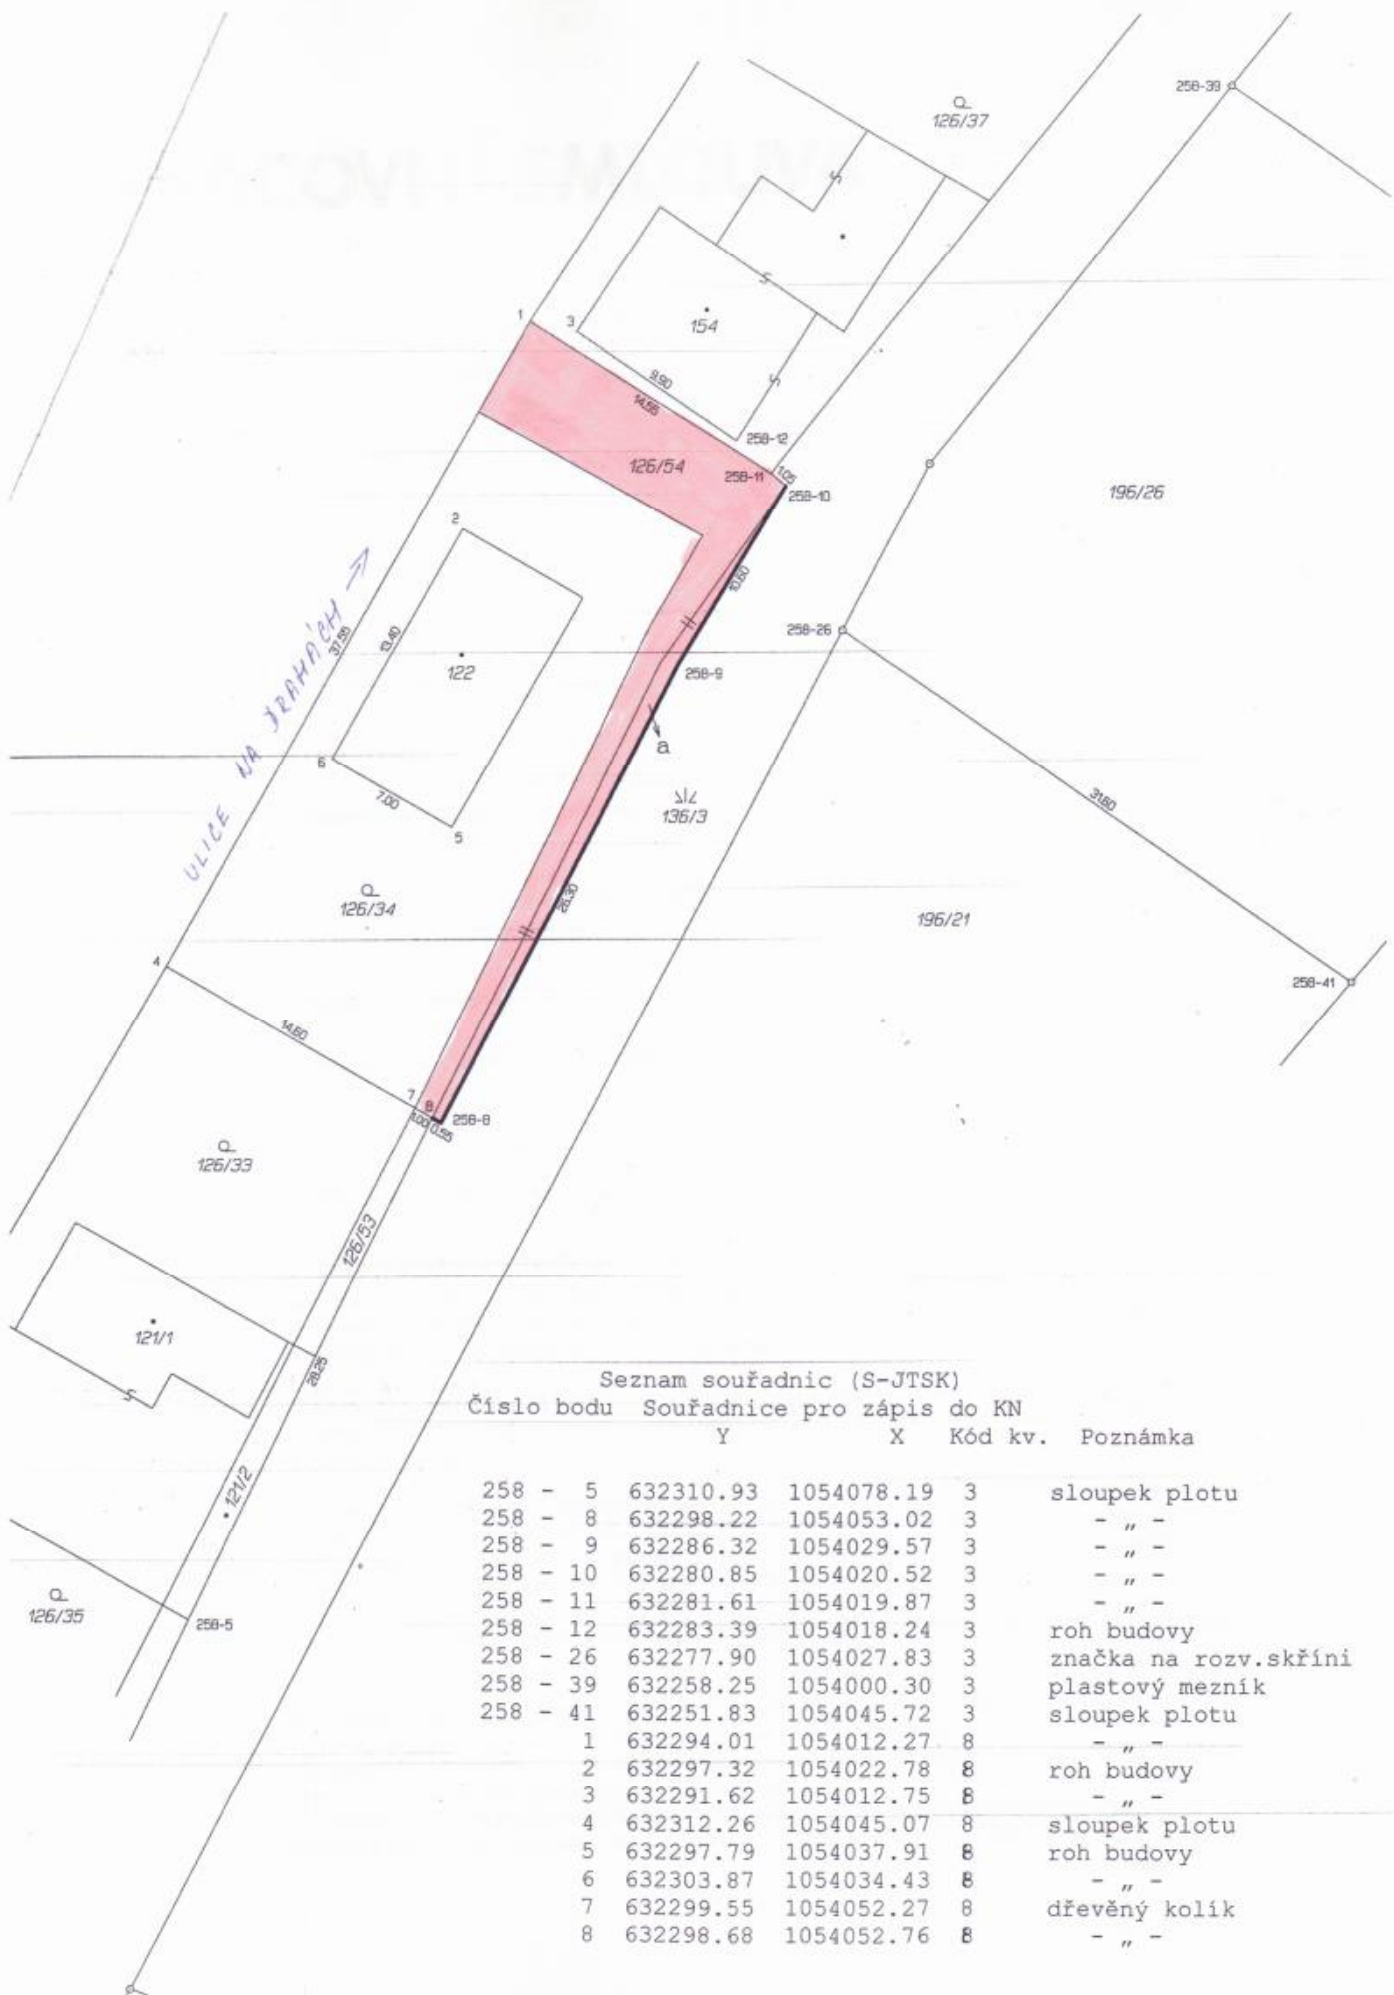 258-39
Q
126/37
S
S
154
1
3
9.90
14.55
S
258-12
126/54
258-11
1.05
258-10
196/26
2
ULICE NA DRAHÁCH →
37.55
13.40
122
10.60
258-26
258-9
a
6
7.00
5
136/3
31.60
Q
126/34
26.30
196/21
4
258-41
14.60
7
8
258-8
1.00
0.55
Q
126/33
126/53
121/1
S
28.25
121/2
Q
126/35
258-5
Seznam souřadnic (S-JTSK)
Číslo bodu Souřadnice pro zápis do KN
Y X Kód kv. Poznámka
258 - 5 632310.93 1054078.19 3 sloupek plotu
258 - 8 632298.22 1054053.02 3 - „ -
258 - 9 632286.32 1054029.57 3 - „ -
258 - 10 632280.85 1054020.52 3 - „ -
258 - 11 632281.61 1054019.87 3 - „ -
258 - 12 632283.39 1054018.24 3 roh budovy
258 - 26 632277.90 1054027.83 3 značka na rozv.skříni
258 - 39 632258.25 1054000.30 3 plastový mezník
258 - 41 632251.83 1054045.72 3 sloupek plotu
1 632294.01 1054012.27 8 - „ -
2 632297.32 1054022.78 8 roh budovy
3 632291.62 1054012.75 8 - „ -
4 632312.26 1054045.07 8 sloupek plotu
5 632297.79 1054037.91 8 roh budovy
6 632303.87 1054034.43 8 - „ -
7 632299.55 1054052.27 8 dřevěný kolík
8 632298.68 1054052.76 8 - „ -